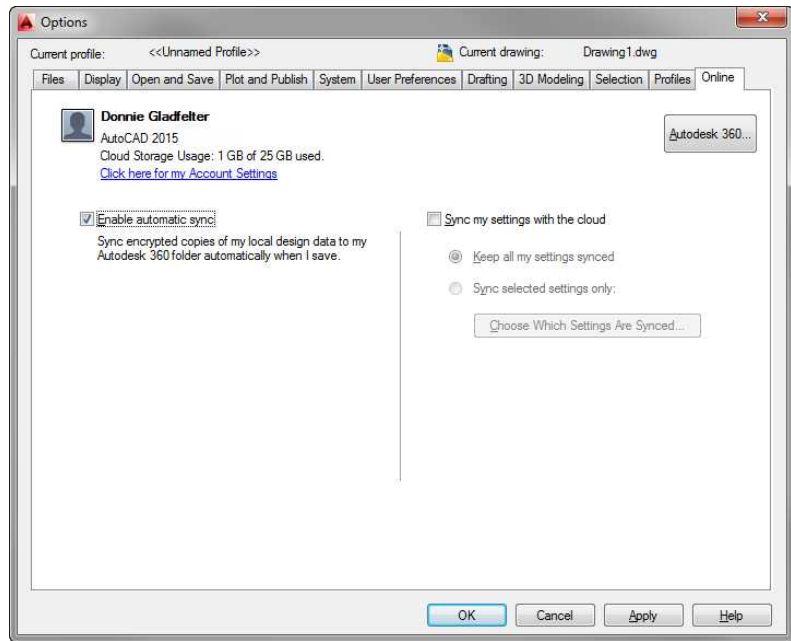 Options
Current profile: <<Unnamed Profile>> Current drawing: Drawing1.dwg
Files Display Open and Save Plot and Publish System User Preferences Drafting 3D Modeling Selection Profiles Online
Donnie Gladfelter
AutoCAD 2015
Autodesk 360...
Cloud Storage Usage: 1 GB of 25 GB used.
Click here for my Account Settings
Enable automatic sync
Sync encrypted copies of my local design data to my
Autodesk 360 folder automatically when I save.
Sync my settings with the cloud
Keep all my settings synced
Sync selected settings only:
Choose Which Settings Are Synced...
OK Cancel Apply Help